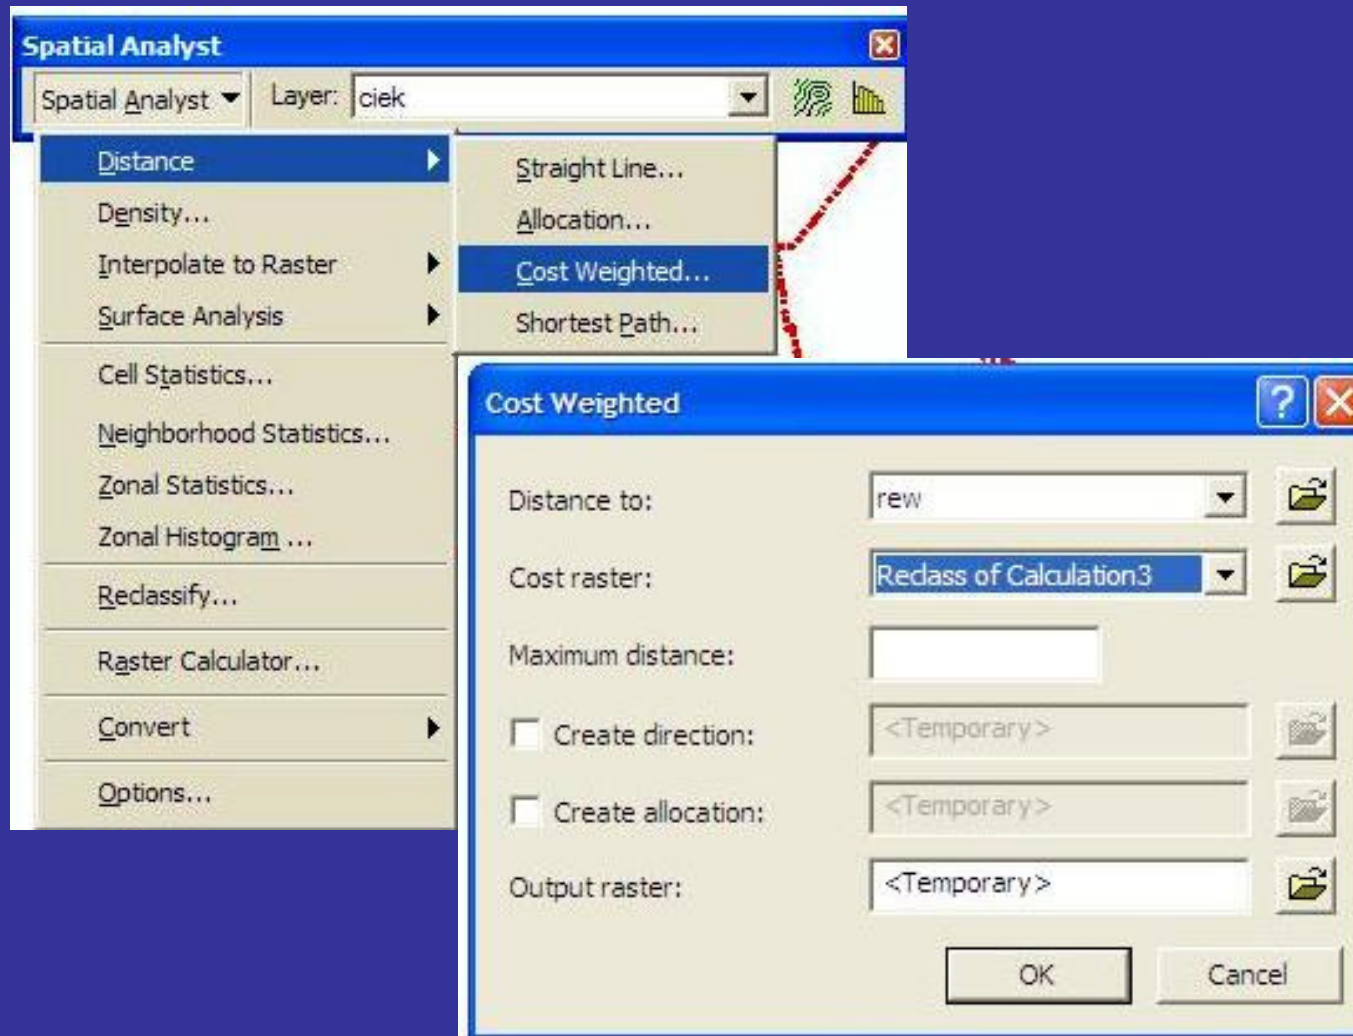 Spatial Analyst
Spatial Analyst Layer: ciek
Distance
Density...
Interpolate to Raster
Surface Analysis
Cell Statistics...
Neighborhood Statistics...
Zonal Statistics...
Zonal Histogram ...
Reclassify...
Raster Calculator...
Convert
Options...
Straight Line...
Allocation...
Cost Weighted...
Shortest Path...
Cost Weighted ?
Distance to: rew
Cost raster: Reclass of Calculation3
Maximum distance:
Create direction: <Temporary>
Create allocation: <Temporary>
Output raster: <Temporary>
OK Cancel